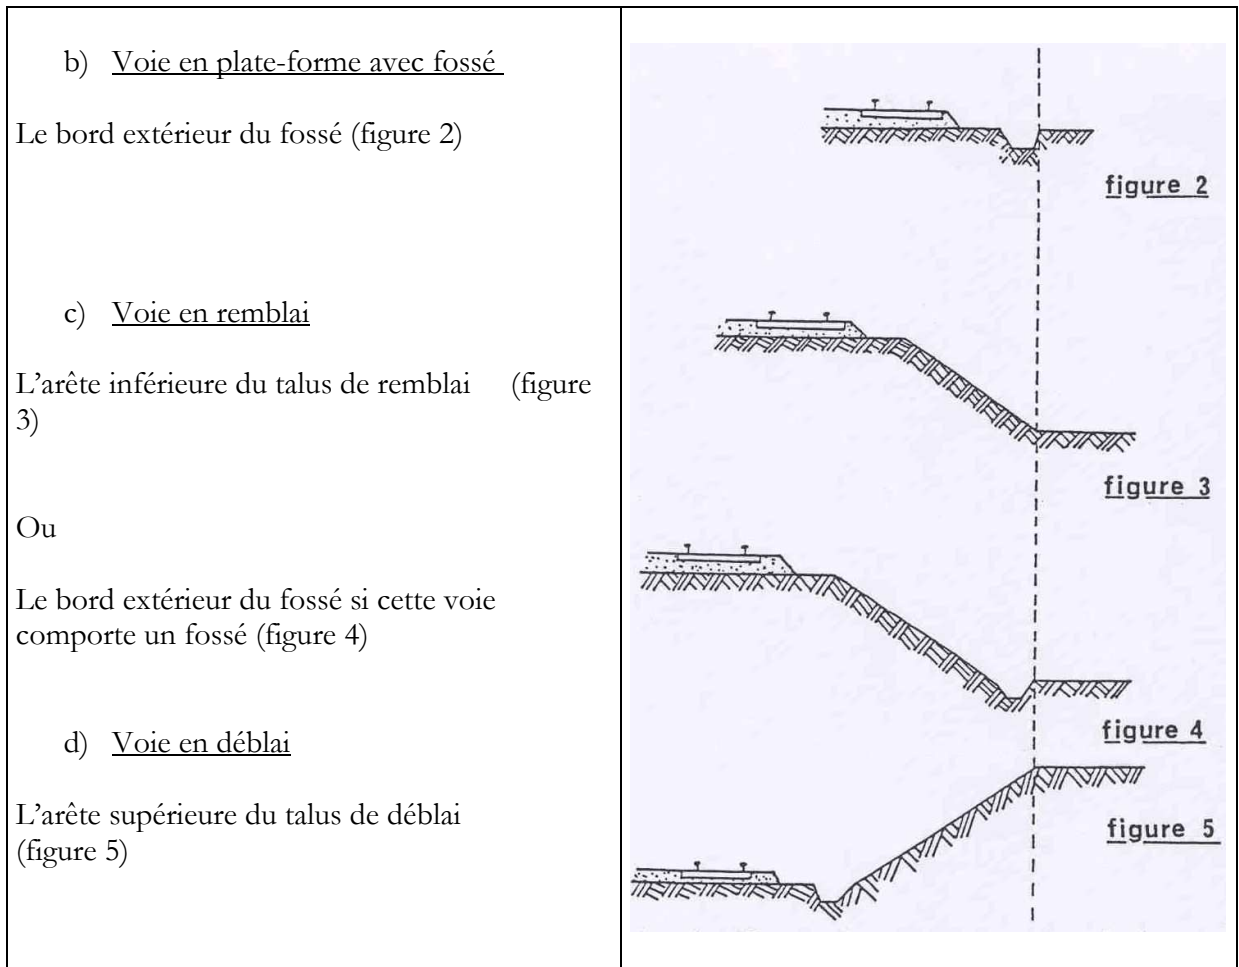 b) Voie en plate-forme avec fossé
Le bord extérieur du fossé (figure 2)
figure 2
c) Voie en remblai
L’arête inférieure du talus de remblai (figure
3)
figure 3
Ou
Le bord extérieur du fossé si cette voie
comporte un fossé (figure 4)
figure 4
d) Voie en déblai
L’arête supérieure du talus de déblai
(figure 5)
figure 5